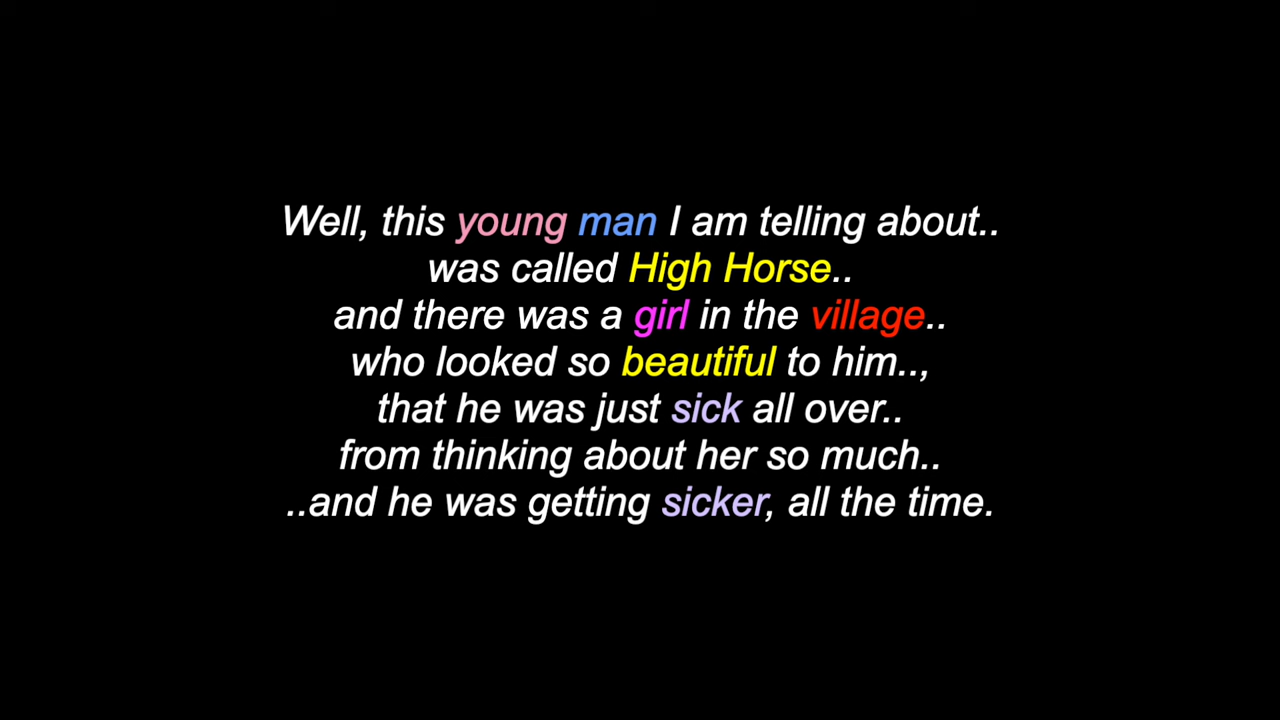 Well, this young man I am telling about..
was called High Horse..
and there was a girl in the village..
who looked so beautiful to him..,
that he was just sick all over..
from thinking about her so much..
..and he was getting sicker, all the time.